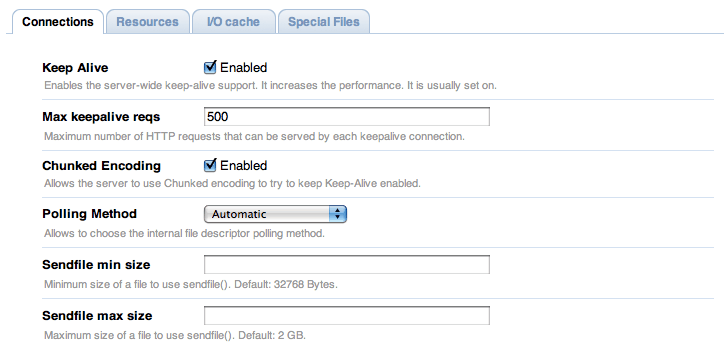 Connections Resources I/O cache Special Files
Keep Alive Enabled
Enables the server-wide keep-alive support. It increases the performance. It is usually set on.
Max keepalive reqs 500
Maximum number of HTTP requests that can be served by each keepalive connection.
Chunked Encoding Enabled
Allows the server to use Chunked encoding to try to keep Keep-Alive enabled.
Polling Method Automatic
Allows to choose the internal file descriptor polling method.
Sendfile min size
Minimum size of a file to use sendfile(). Default: 32768 Bytes.
Sendfile max size
Maximum size of a file to use sendfile(). Default: 2 GB.